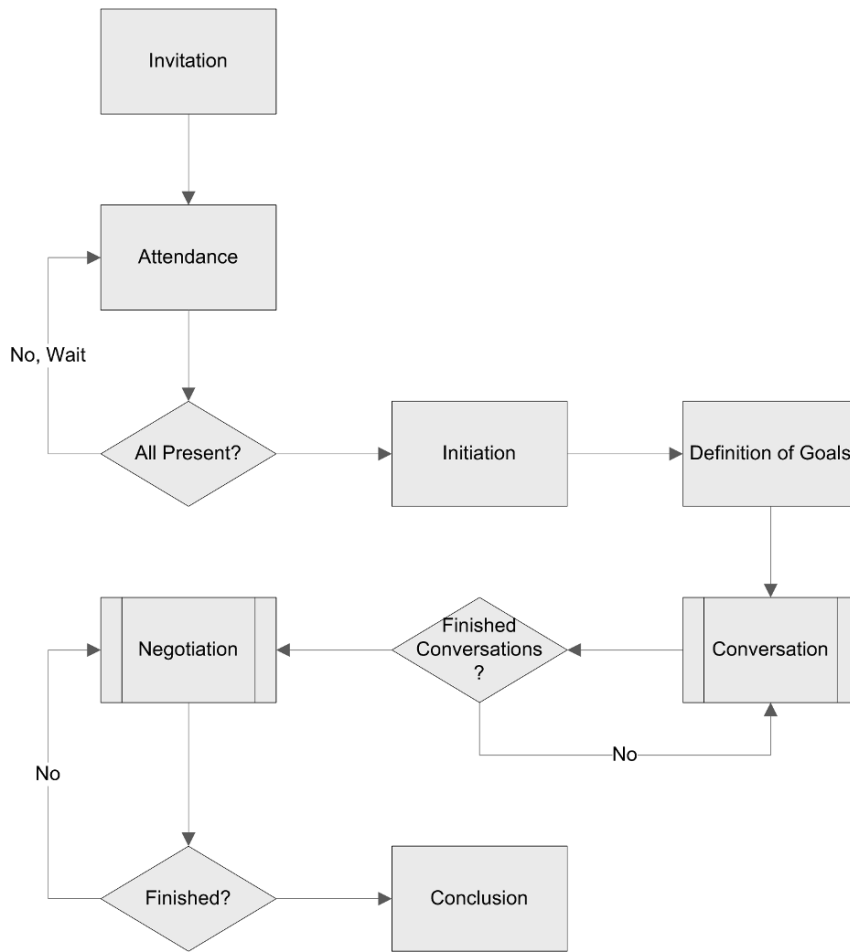 Invitation
Attendance
No, Wait
All Present?
Initiation
Definition of Goals
Negotiation
Finished
Conversations
?
Conversation
No
No
Finished?
Conclusion